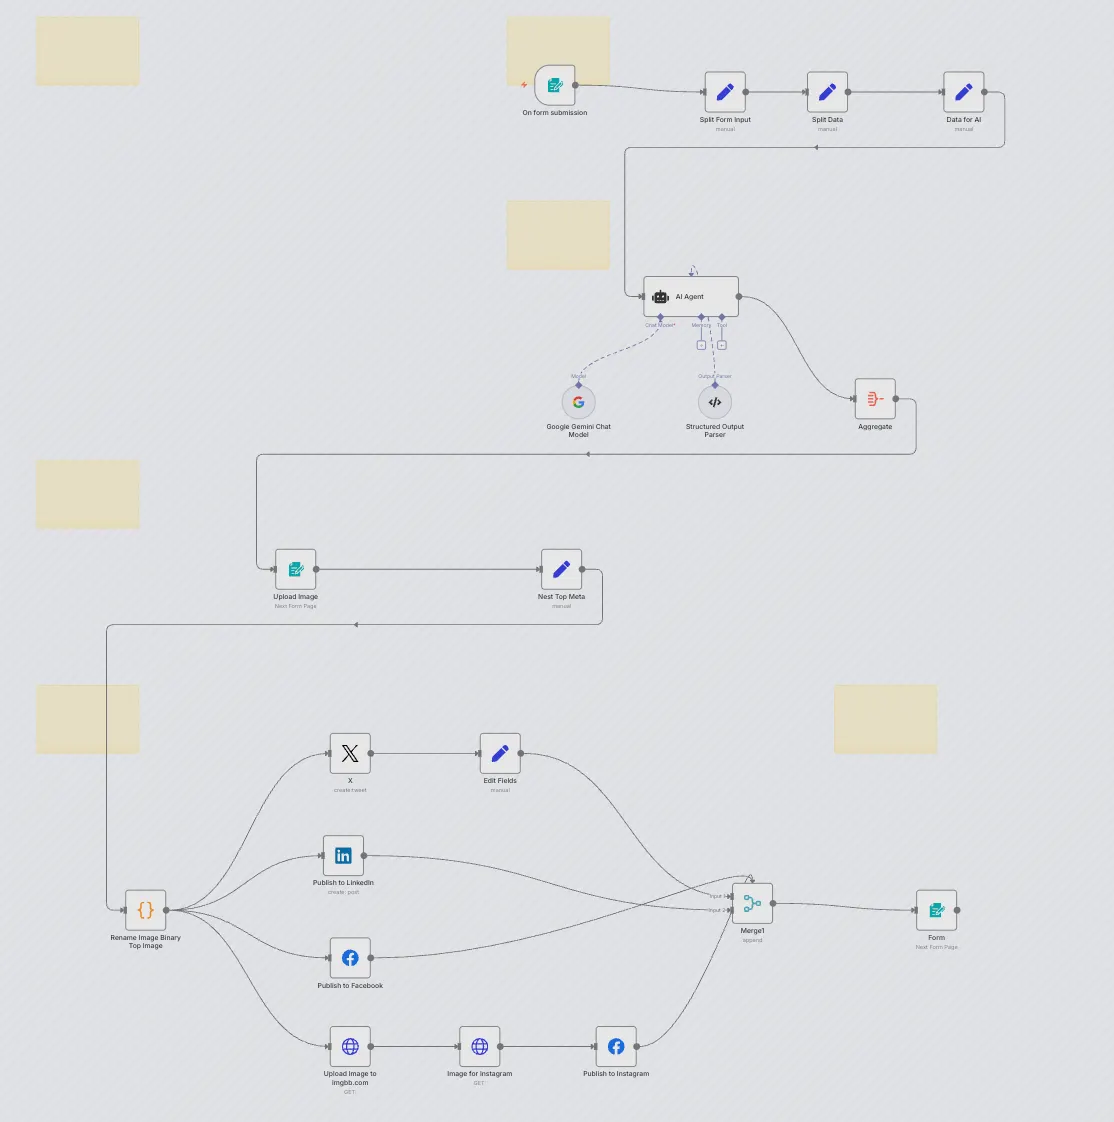 On form submission
Split Form Input
manual
Split Data
manual
Data for AI
manual
AI Agent
Chat Model*
Memory
Tool
Model
Output Parser
Google Gemini Chat
Model
Structured Output
Parser
Aggregate
Upload Image
Next Form Page
Nest Top Meta
manual
X
create:tweet
Edit Fields
manual
in
Publish to LinkedIn
create: post
Input 1
Input 2
Merge1
append
Form
Next Form Page
{}
Rename Image Binary
Top Image
Publish to Facebook
Upload Image to
imgbb.com
GET:
Image for Instagram
GET:
Publish to Instagram